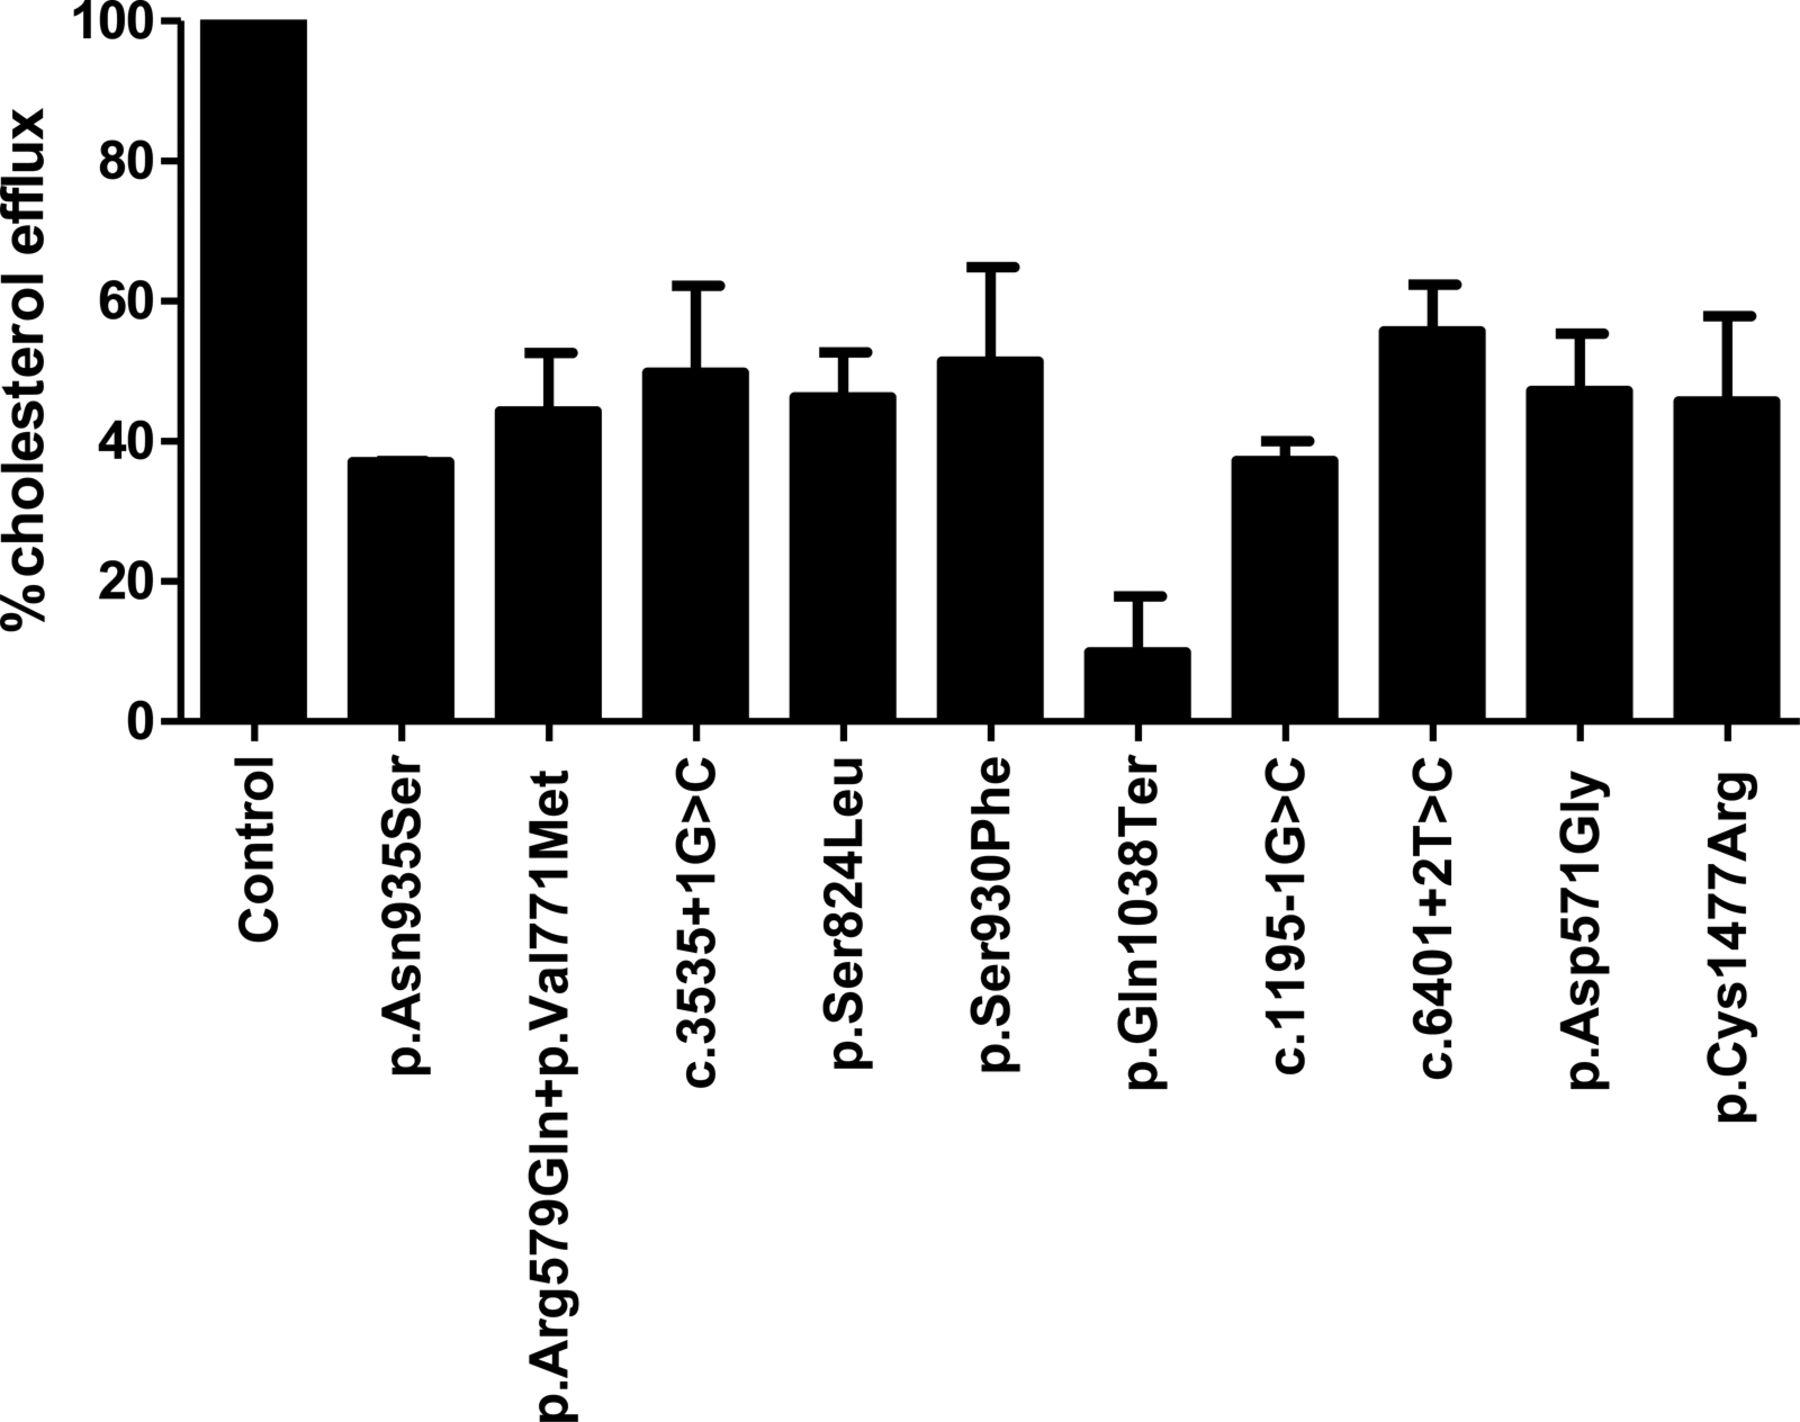 %cholesterol efflux
100
80
60
40
20
0
Control
p.Asn935Ser
p.Arg579Gln+p.Val771Met
c.3535+1G>C
p.Ser824Leu
p.Ser930Phe
p.Gln1038Ter
c.1195-1G>C
c.6401+2T>C
p.Asp571Gly
p.Cys1477Arg